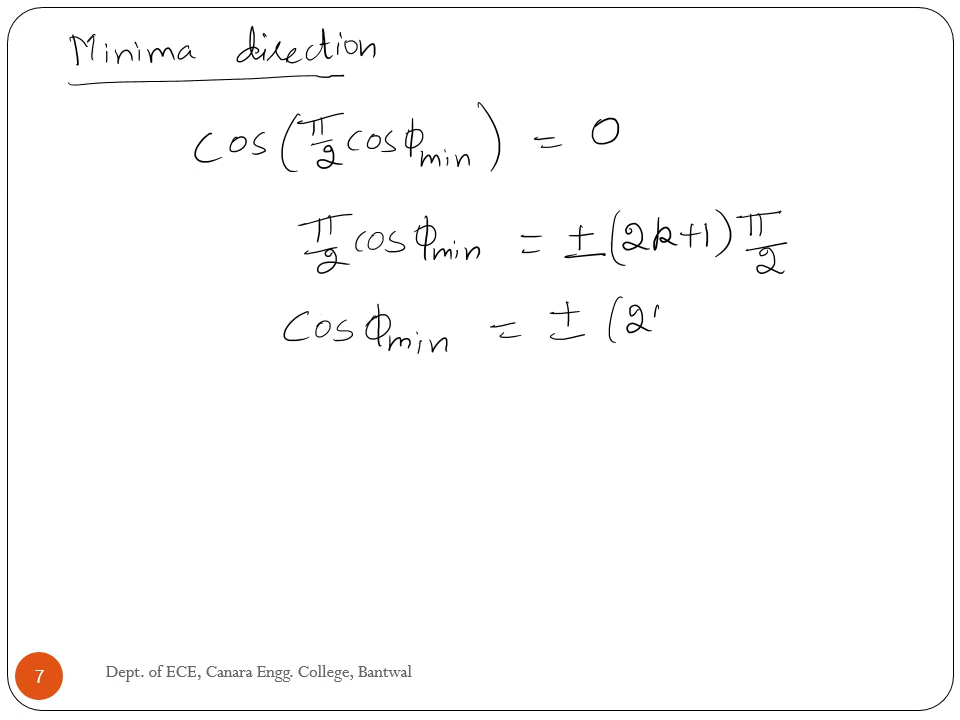 Minima direction
cos(π/2 cosϕmin) = 0
π/2 cosϕmin = ±(2k+1)π/2
cosϕmin = ±(2
7 Dept. of ECE, Canara Engg. College, Bantwal